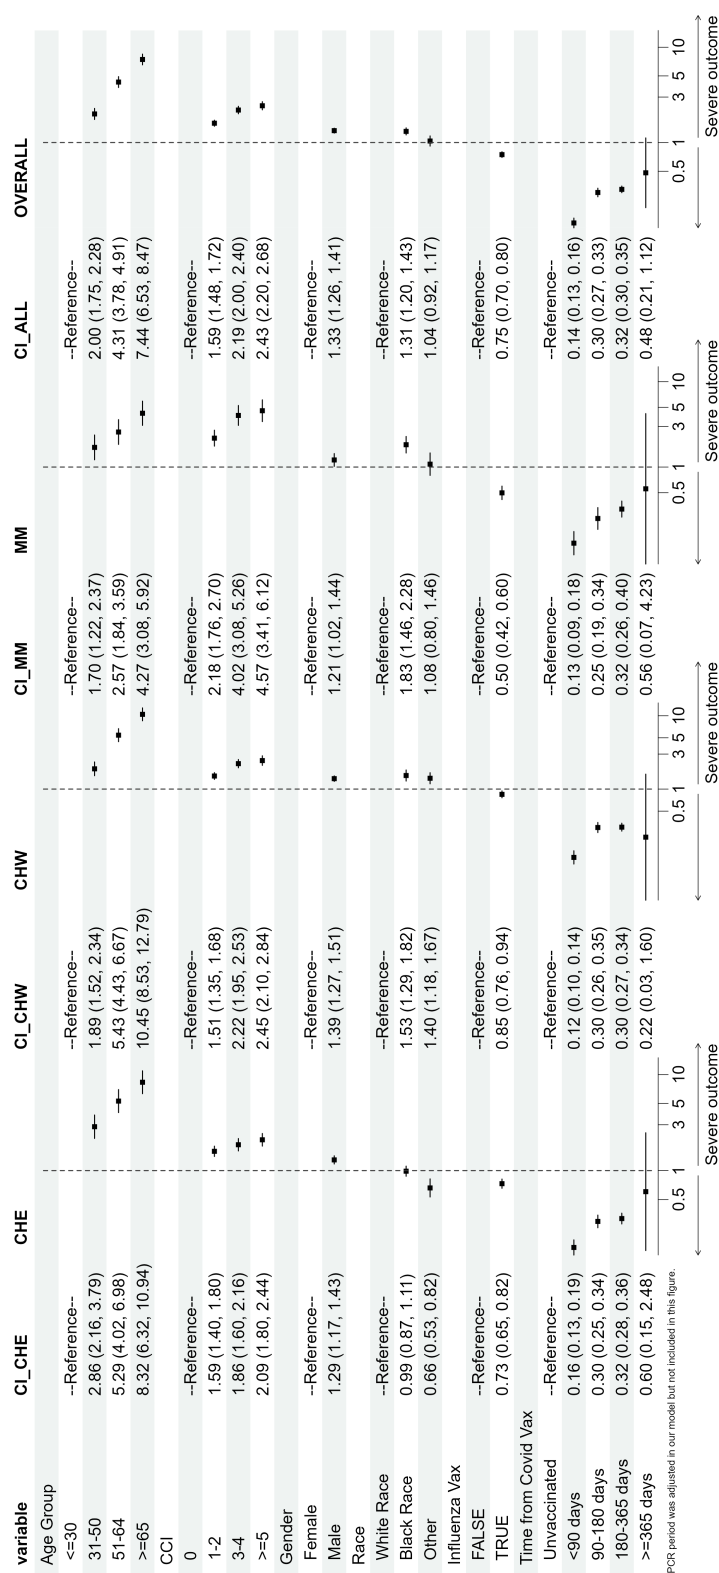 variable CI_CHE CHE CI_CHW CHW CI_MM MM CI_ALL OVERALL
Age Group
<=30 --Reference-- --Reference-- --Reference-- --Reference--
31-50 2.86 (2.16, 3.79) 1.89 (1.52, 2.34) 1.70 (1.22, 2.37) 2.00 (1.75, 2.28)
51-64 5.29 (4.02, 6.98) 5.43 (4.43, 6.67) 2.57 (1.84, 3.59) 4.31 (3.78, 4.91)
>=65 8.32 (6.32, 10.94) 10.45 (8.53, 12.79) 4.27 (3.08, 5.92) 7.44 (6.53, 8.47)
CCI
0 --Reference-- --Reference-- --Reference-- --Reference--
1-2 1.59 (1.40, 1.80) 1.51 (1.35, 1.68) 2.18 (1.76, 2.70) 1.59 (1.48, 1.72)
3-4 1.86 (1.60, 2.16) 2.22 (1.95, 2.53) 4.02 (3.08, 5.26) 2.19 (2.00, 2.40)
>=5 2.09 (1.80, 2.44) 2.45 (2.10, 2.84) 4.57 (3.41, 6.12) 2.43 (2.20, 2.68)
Gender
Female --Reference-- --Reference-- --Reference-- --Reference--
Male 1.29 (1.17, 1.43) 1.39 (1.27, 1.51) 1.21 (1.02, 1.44) 1.33 (1.26, 1.41)
Race
White Race --Reference-- --Reference-- --Reference-- --Reference--
Black Race 0.99 (0.87, 1.11) 1.53 (1.29, 1.82) 1.83 (1.46, 2.28) 1.31 (1.20, 1.43)
Other 0.66 (0.53, 0.82) 1.40 (1.18, 1.67) 1.08 (0.80, 1.46) 1.04 (0.92, 1.17)
Influenza Vax
FALSE --Reference-- --Reference-- --Reference-- --Reference--
TRUE 0.73 (0.65, 0.82) 0.85 (0.76, 0.94) 0.50 (0.42, 0.60) 0.75 (0.70, 0.80)
Time from Covid Vax
Unvaccinated --Reference-- --Reference-- --Reference-- --Reference--
<90 days 0.16 (0.13, 0.19) 0.12 (0.10, 0.14) 0.13 (0.09, 0.18) 0.14 (0.13, 0.16)
90-180 days 0.30 (0.25, 0.34) 0.30 (0.26, 0.35) 0.25 (0.19, 0.34) 0.30 (0.27, 0.33)
180-365 days 0.32 (0.28, 0.36) 0.30 (0.27, 0.34) 0.32 (0.26, 0.40) 0.32 (0.30, 0.35)
>=365 days 0.60 (0.15, 2.48) 0.22 (0.03, 1.60) 0.56 (0.07, 4.23) 0.48 (0.21, 1.12)
0.5 1 3 5 10 0.5 1 3 5 10 0.5 1 3 5 10 0.5 1 3 5 10
Severe outcome Severe outcome Severe outcome Severe outcome
PCR period was adjusted in our model but not included in this figure.